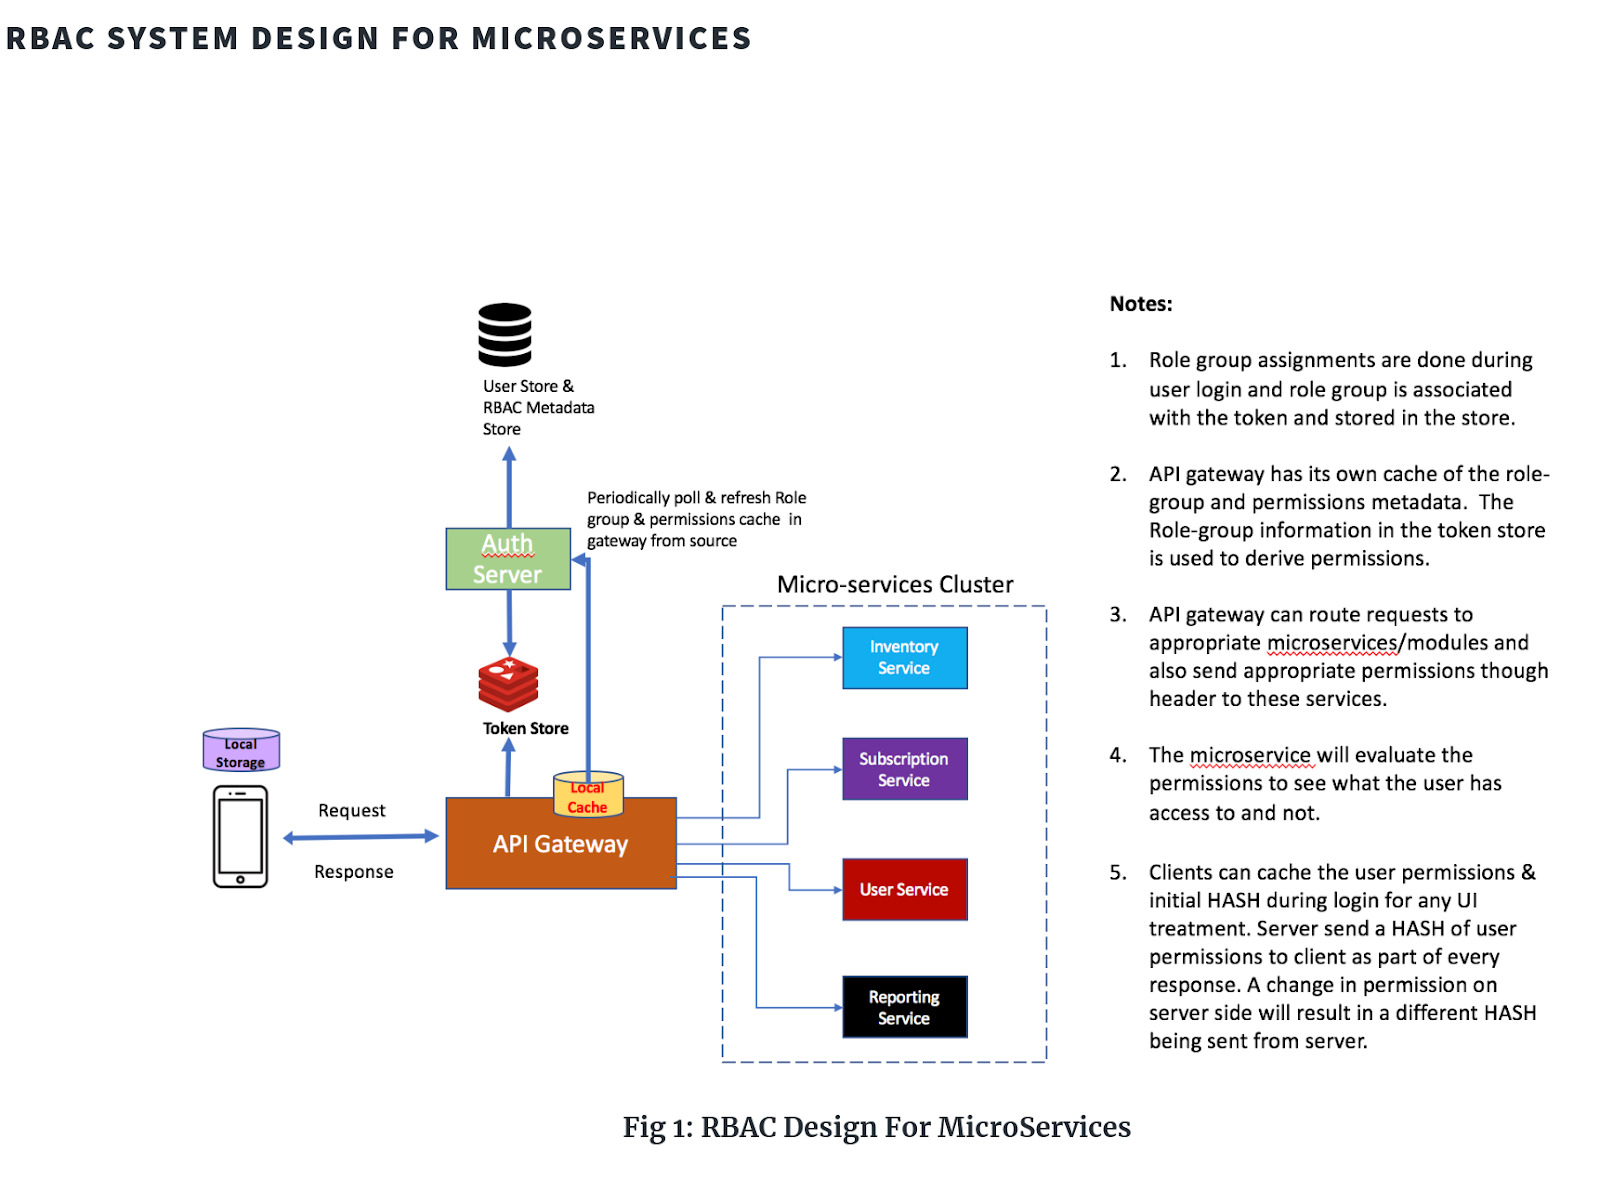 RBAC SYSTEM DESIGN FOR MICROSERVICES
User Store &
RBAC Metadata
Store
Periodically poll & refresh Role
group & permissions cache in
gateway from source
Auth
Server
Token Store
Local
Storage
Request
Response
Local
Cache
API Gateway
Micro-services Cluster
Inventory
Service
Subscription
Service
User Service
Reporting
Service
Notes:
1. Role group assignments are done during
user login and role group is associated
with the token and stored in the store.
2. API gateway has its own cache of the role-
group and permissions metadata. The
Role-group information in the token store
is used to derive permissions.
3. API gateway can route requests to
appropriate microservices/modules and
also send appropriate permissions though
header to these services.
4. The microservice will evaluate the
permissions to see what the user has
access to and not.
5. Clients can cache the user permissions &
initial HASH during login for any UI
treatment. Server send a HASH of user
permissions to client as part of every
response. A change in permission on
server side will result in a different HASH
being sent from server.
Fig 1: RBAC Design For MicroServices